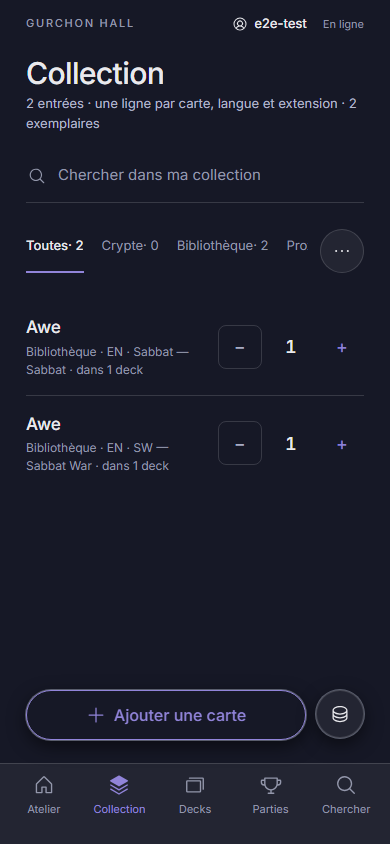 GURCHON HALL
e2e-test
En ligne
Collection
2 entrées · une ligne par carte, langue et extension · 2
exemplaires
Chercher dans ma collection
Toutes· 2
Crypte· 0
Bibliothèque· 2
Pro
...
Awe
Bibliothèque · EN · Sabbat —
Sabbat · dans 1 deck
− 1 +
Awe
Bibliothèque · EN · SW —
Sabbat War · dans 1 deck
− 1 +
+ Ajouter une carte
Atelier
Collection
Decks
Parties
Chercher